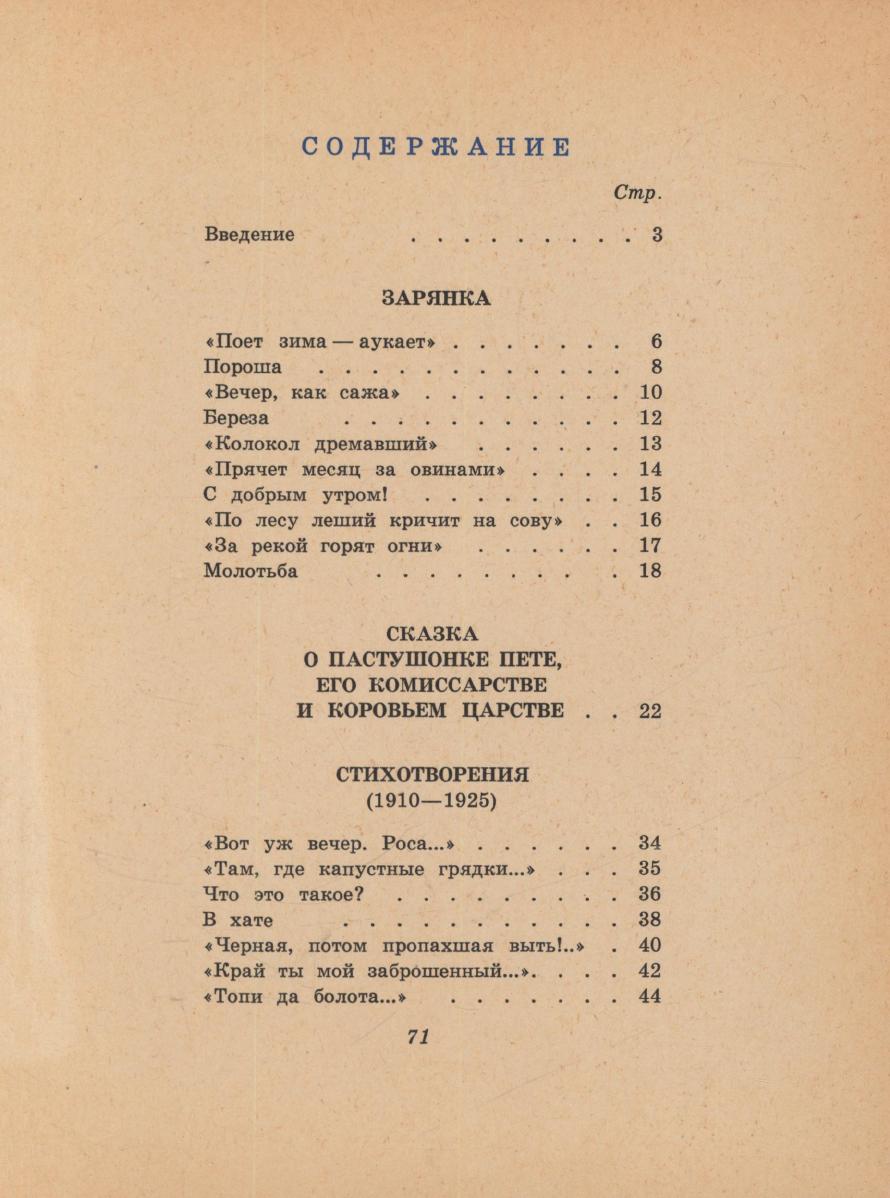 СОДЕРЖАНИЕ
Стр.
Введение . . . . . . . . . 3
ЗАРЯНКА
«Поет зима — аукает» . . . . . . . 6
Пороша . . . . . . . . . . . . 8
«Вечер, как сажа» . . . . . . . . 10
Береза . . . . . . . . . . . 12
«Колокол дремавший» . . . . . . 13
«Прячет месяц за овинами» . . . . 14
С добрым утром! . . . . . . . . 15
«По лесу леший кричит на сову» . . 16
«За рекой горят огни» . . . . . . 17
Молотьба . . . . . . . . . 18
СКАЗКА
О ПАСТУШОНКЕ ПЕТЕ,
ЕГО КОМИССАРСТВЕ
И КОРОВЬЕМ ЦАРСТВЕ . . 22
СТИХОТВОРЕНИЯ
(1910—1925)
«Вот уж вечер. Роса...» . . . . . . 34
«Там, где капустные грядки...» . . . 35
Что это такое? . . . . . . . . . 36
В хате . . . . . . . . . . . 38
«Черная, потом пропахшая выть!..» . 40
«Край ты мой заброшенный...». . . . 42
«Топи да болота...» . . . . . . . 44
71